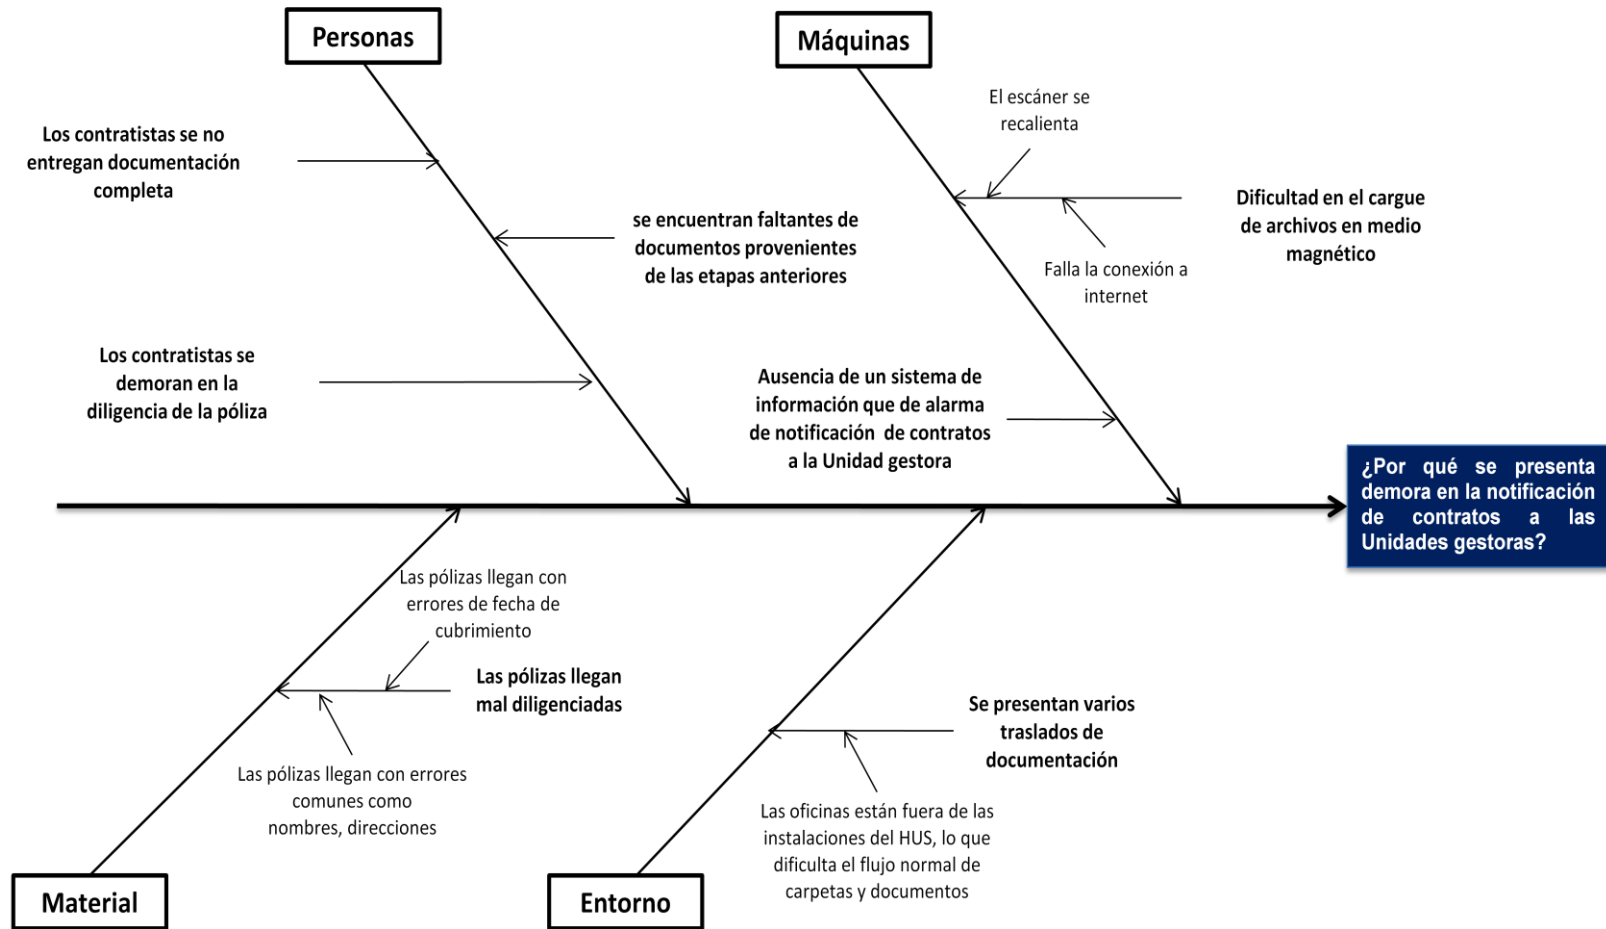 Personas
Máquinas
El escáner se
recalienta
Los contratistas se no
entregan documentación
completa
Dificultad en el cargue
de archivos en medio
magnético
se encuentran faltantes de
documentos provenientes
de las etapas anteriores
Falla la conexión a
internet
Los contratistas se
demoran en la
diligencia de la póliza
Ausencia de un sistema de
información que de alarma
de notificación de contratos
a la Unidad gestora
¿Por qué se presenta
demora en la notificación
de contratos a las
Unidades gestoras?
Las pólizas llegan con
errores de fecha de
cubrimiento
Las pólizas llegan
mal diligenciadas
Se presentan varios
traslados de
documentación
Las pólizas llegan con errores
comunes como
nombres, direcciones
Las oficinas están fuera de las
instalaciones del HUS, lo que
dificulta el flujo normal de
carpetas y documentos
Material
Entorno